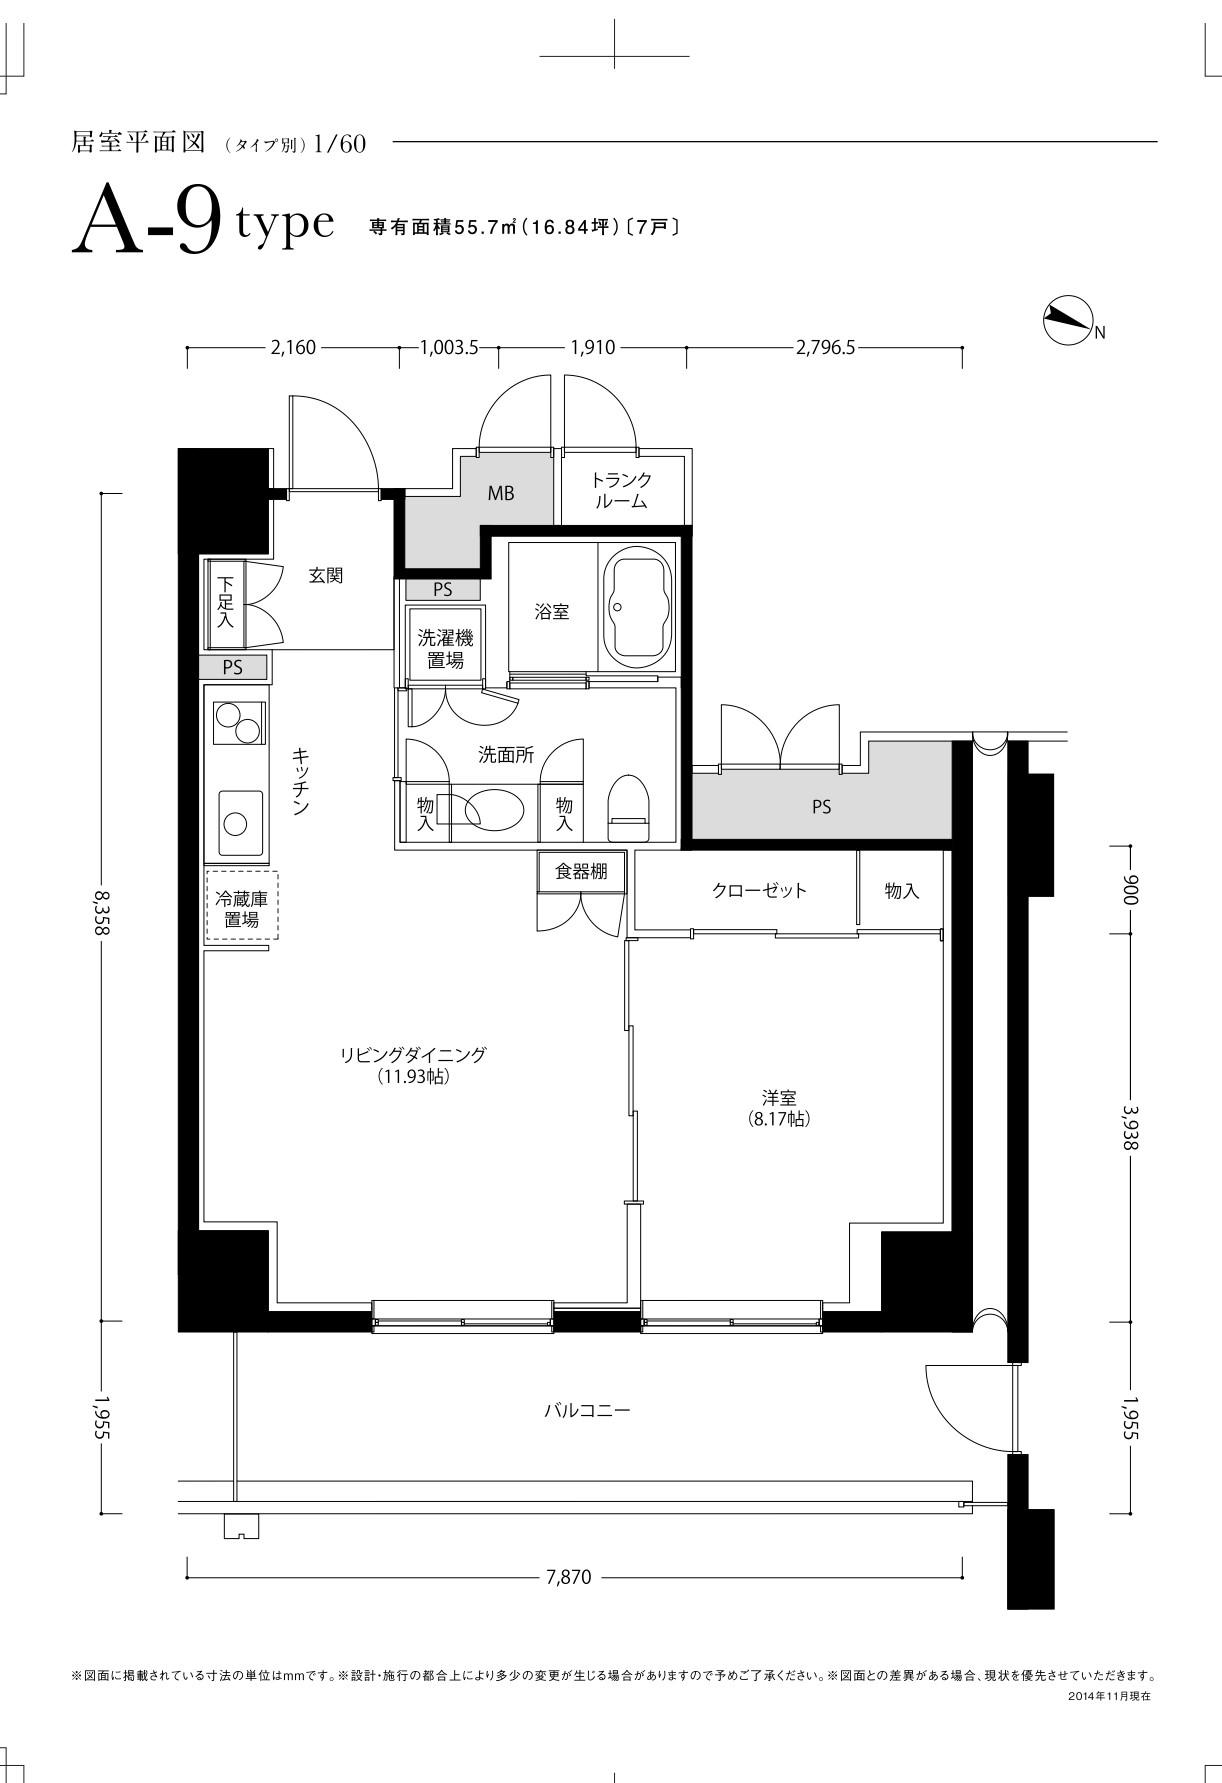 居室平面図 （タイプ別）1/60
A-9 type 専有面積55.7㎡（16.84坪）〔7戸〕
N
2,160 1,003.5 1,910 2,796.5
MB
トランク
ルーム
玄関
下足入
PS
PS
洗濯機
置場
浴室
キッチン
洗面所
物入
物入
PS
食器棚
クローゼット
物入
冷蔵庫
置場
8,358
900
リビングダイニング
（11.93帖）
洋室
（8.17帖）
3,938
バルコニー
1,955
1,955
7,870
※図面に掲載されている寸法の単位はmmです。※設計・施行の都合上により多少の変更が生じる場合がありますので予めご了承ください。※図面との差異がある場合、現状を優先させていただきます。
2014年11月現在